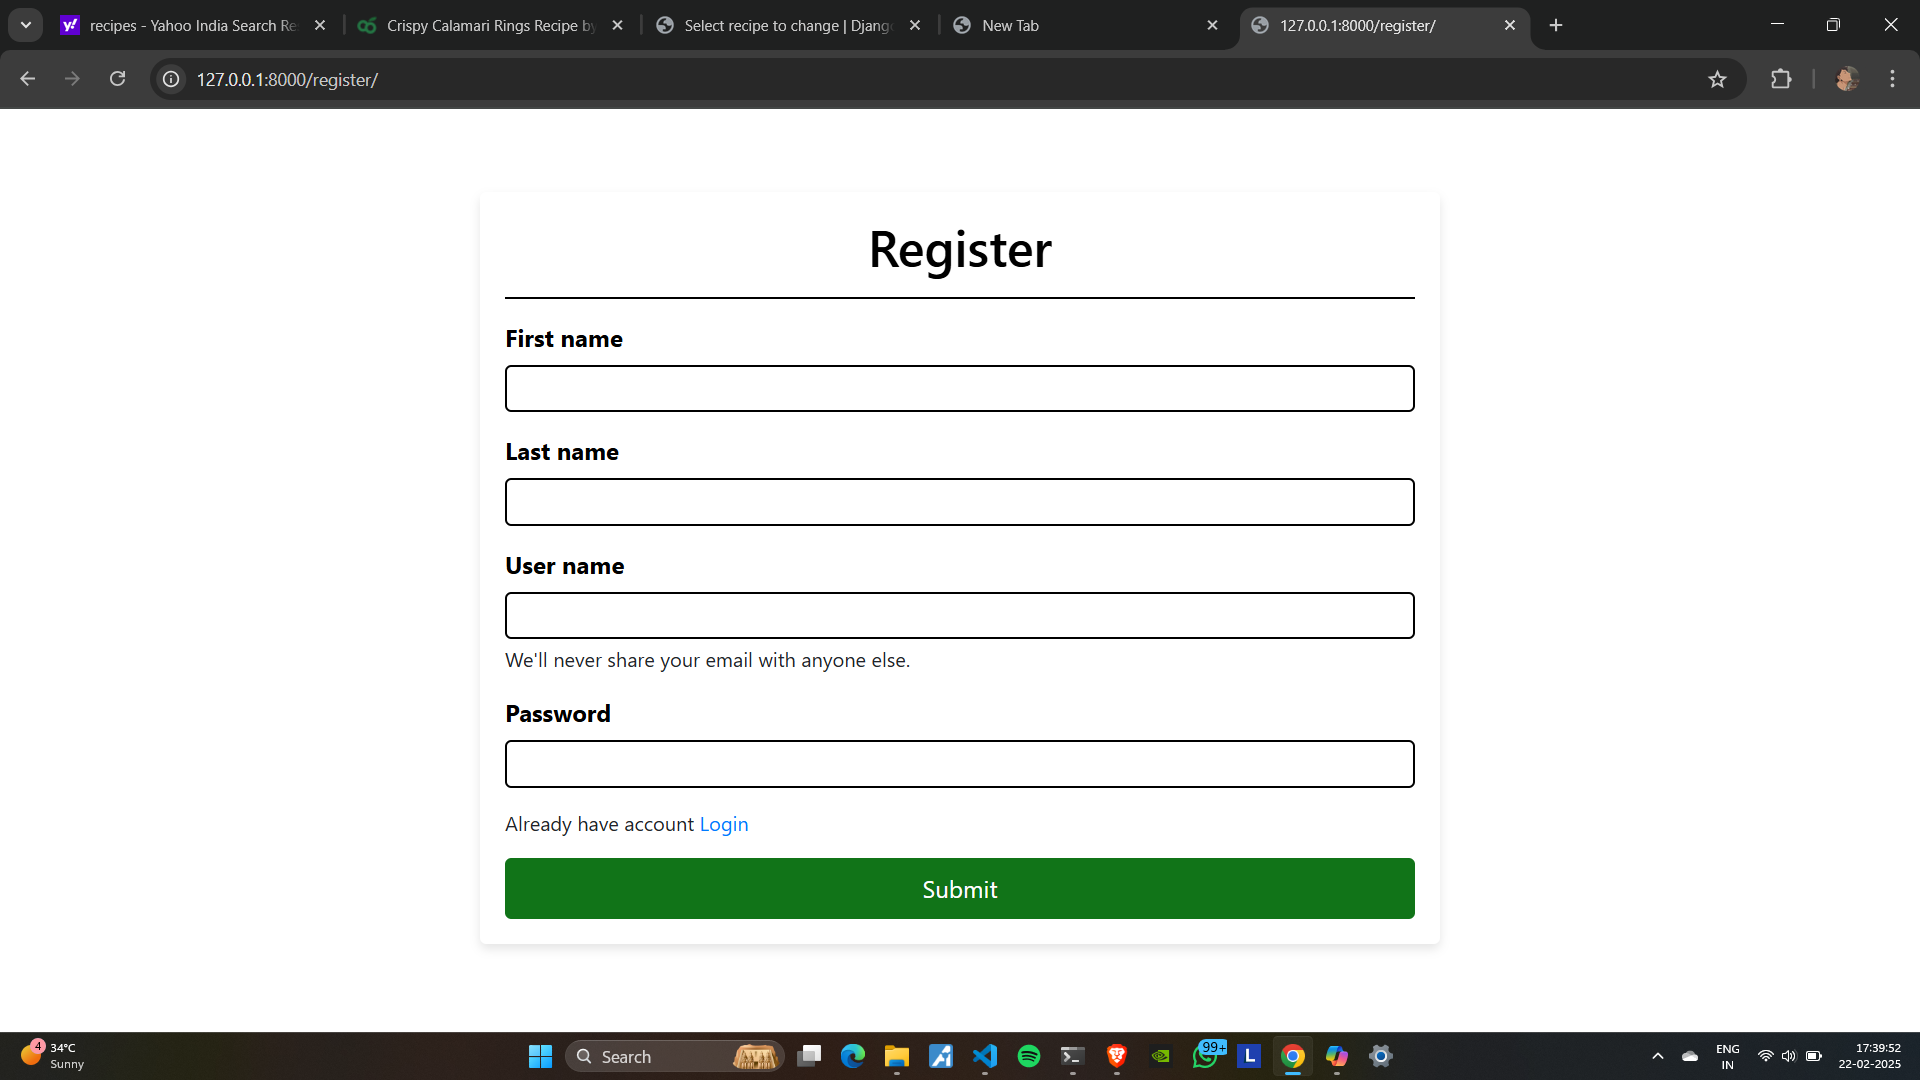 recipes - Yahoo India Search Re
Crispy Calamari Rings Recipe by
Select recipe to change | Djang
New Tab
127.0.0.1:8000/register/
127.0.0.1:8000/register/
Register
First name
Last name
User name
We'll never share your email with anyone else.
Password
Already have account Login
Submit
4
34°C
Sunny
Search
99+
L
ENG
IN
17:39:52
22-02-2025